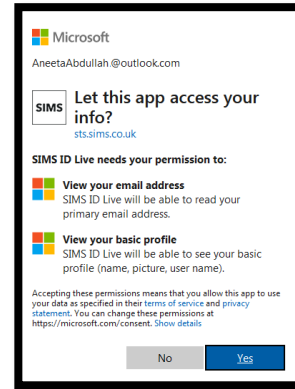 Microsoft
AneetaAbdullah.@outlook.com
SIMS
Let this app access your
info?
sts.sims.co.uk
SIMS ID Live needs your permission to:
View your email address
SIMS ID Live will be able to read your
primary email address.
View your basic profile
SIMS ID Live will be able to see your basic
profile (name, picture, user name).
Accepting these permissions means that you allow this app to use
your data as specified in their terms of service and privacy
statement. You can change these permissions at
https://microsoft.com/consent. Show details
No
Yes